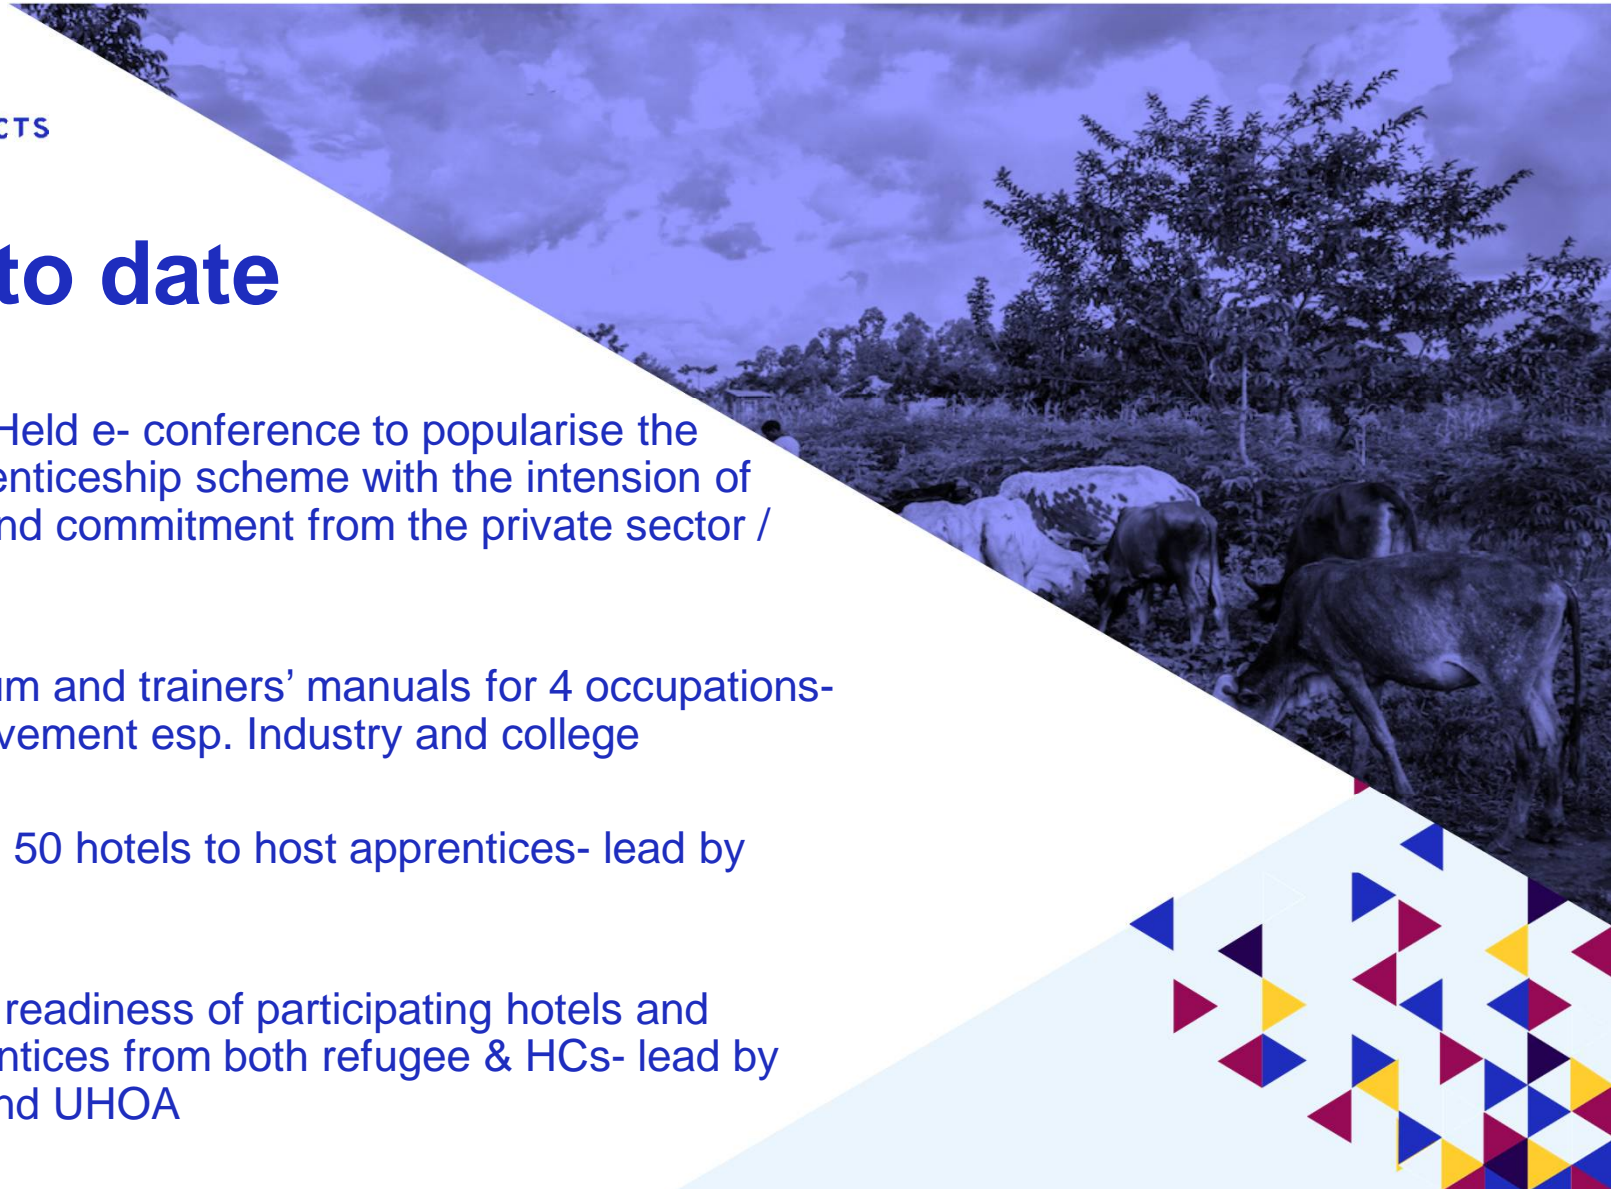 CTS
to date
Held e- conference to popularise the
enticeship scheme with the intension of
nd commitment from the private sector /
um and trainers’ manuals for 4 occupations-
vement esp. Industry and college
50 hotels to host apprentices- lead by
readiness of participating hotels and
ntices from both refugee & HCs- lead by
nd UHOA